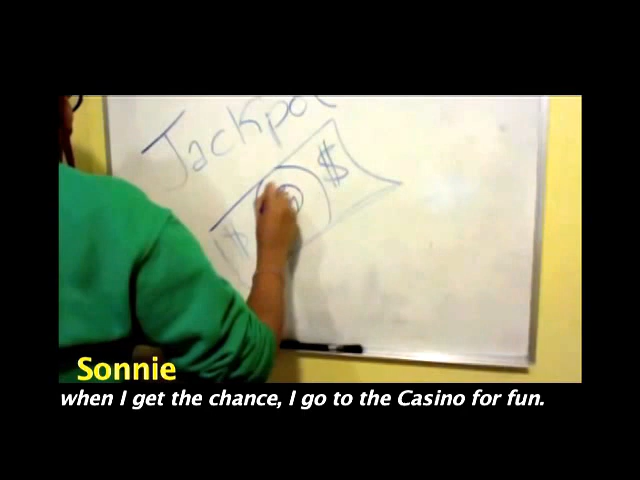 Jackpot
$ $
Sonnie
when I get the chance, I go to the Casino for fun.